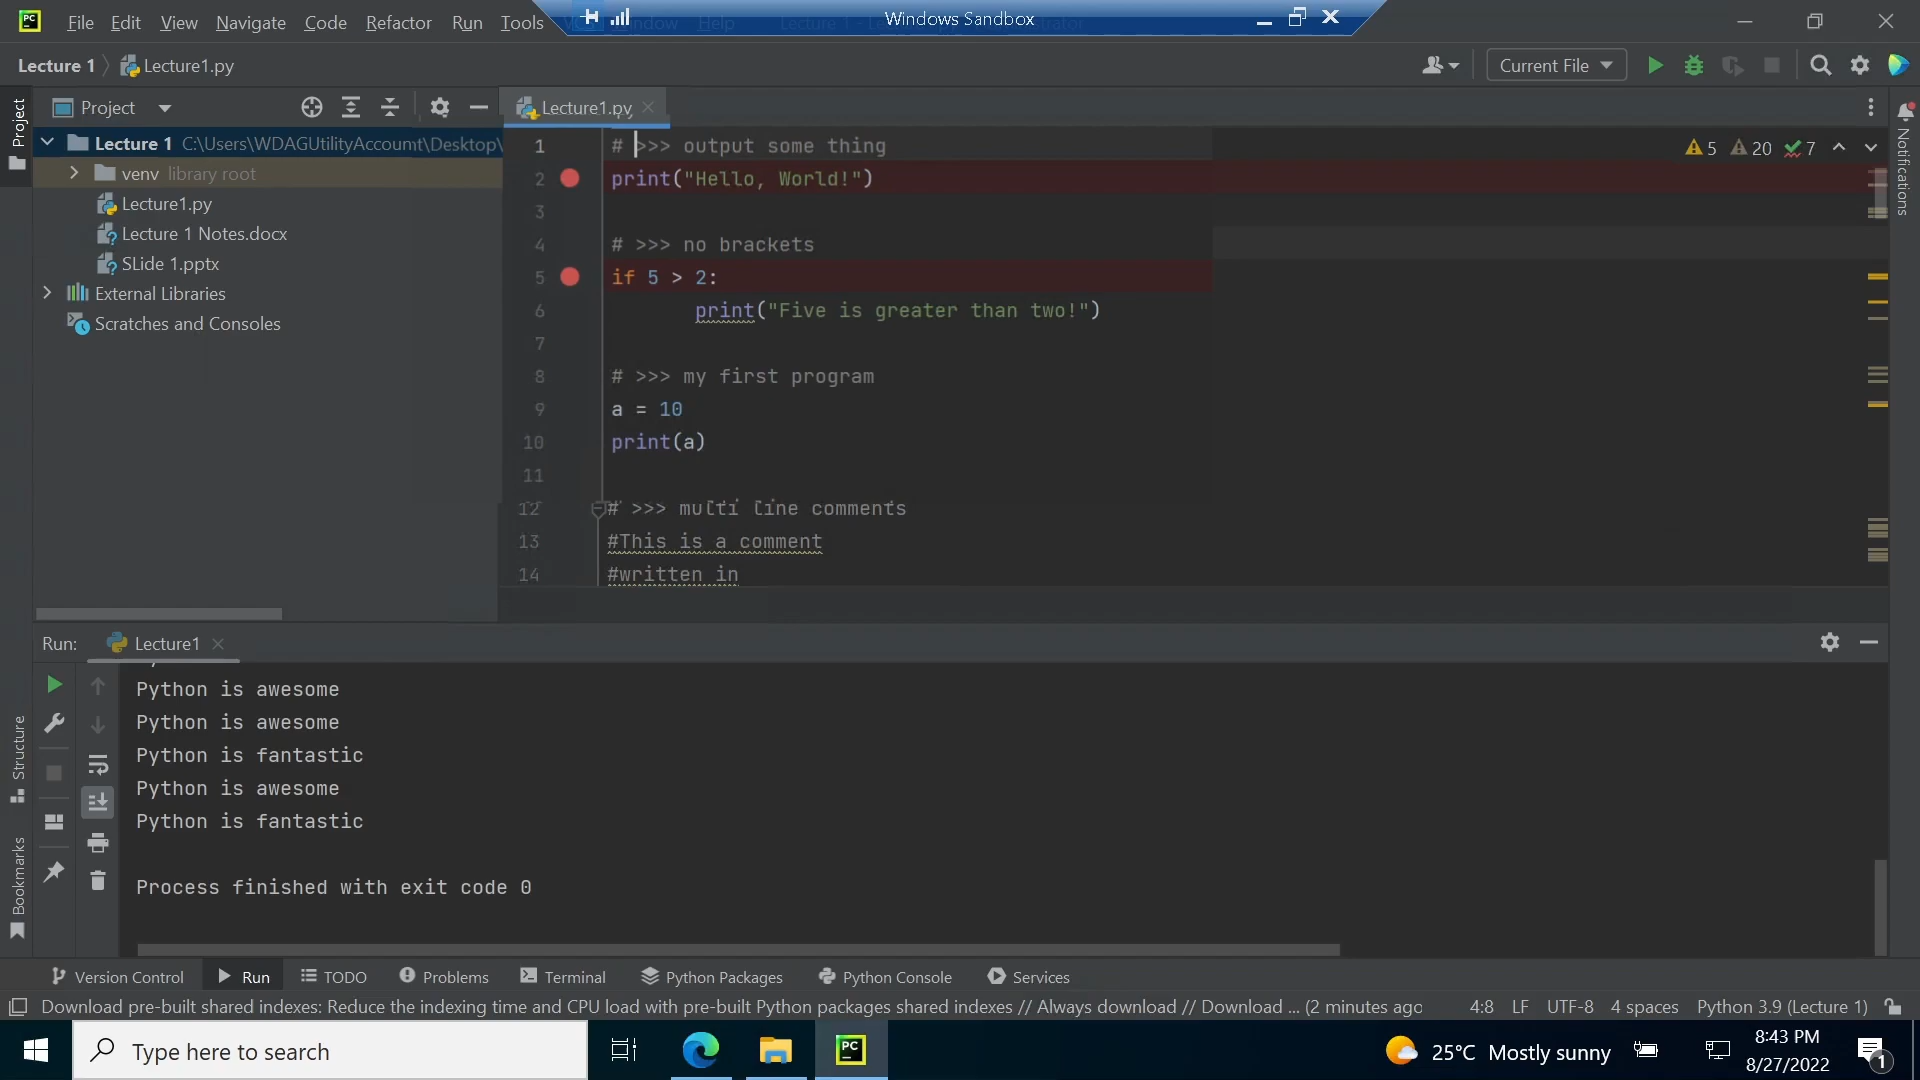 File Edit View Navigate Code Refactor Run Tools Windows Sandbox
Lecture 1 Lecture1.py Current File
Project Lecture1.py
Lecture 1 C:\Users\WDAGUtilityAccount\Desktop\
venv library root
Lecture1.py
Lecture 1 Notes.docx
SLide 1.pptx
External Libraries
Scratches and Consoles
Project
Structure
Bookmarks
Notifications
5 20 7
1 # >>> output some thing
2 print("Hello, World!")
3
4 # >>> no brackets
5 if 5 > 2:
6 print("Five is greater than two!")
7
8 # >>> my first program
9 a = 10
10 print(a)
11
12 # >>> multi line comments
13 #This is a comment
14 #written in
Run: Lecture1
Python is awesome
Python is awesome
Python is fantastic
Python is awesome
Python is fantastic
Process finished with exit code 0
Version Control Run TODO Problems Terminal Python Packages Python Console Services
Download pre-built shared indexes: Reduce the indexing time and CPU load with pre-built Python packages shared indexes // Always download // Download ... (2 minutes ago 4:8 LF UTF-8 4 spaces Python 3.9 (Lecture 1)
Type here to search PC 25°C Mostly sunny 8:43 PM
8/27/2022 1